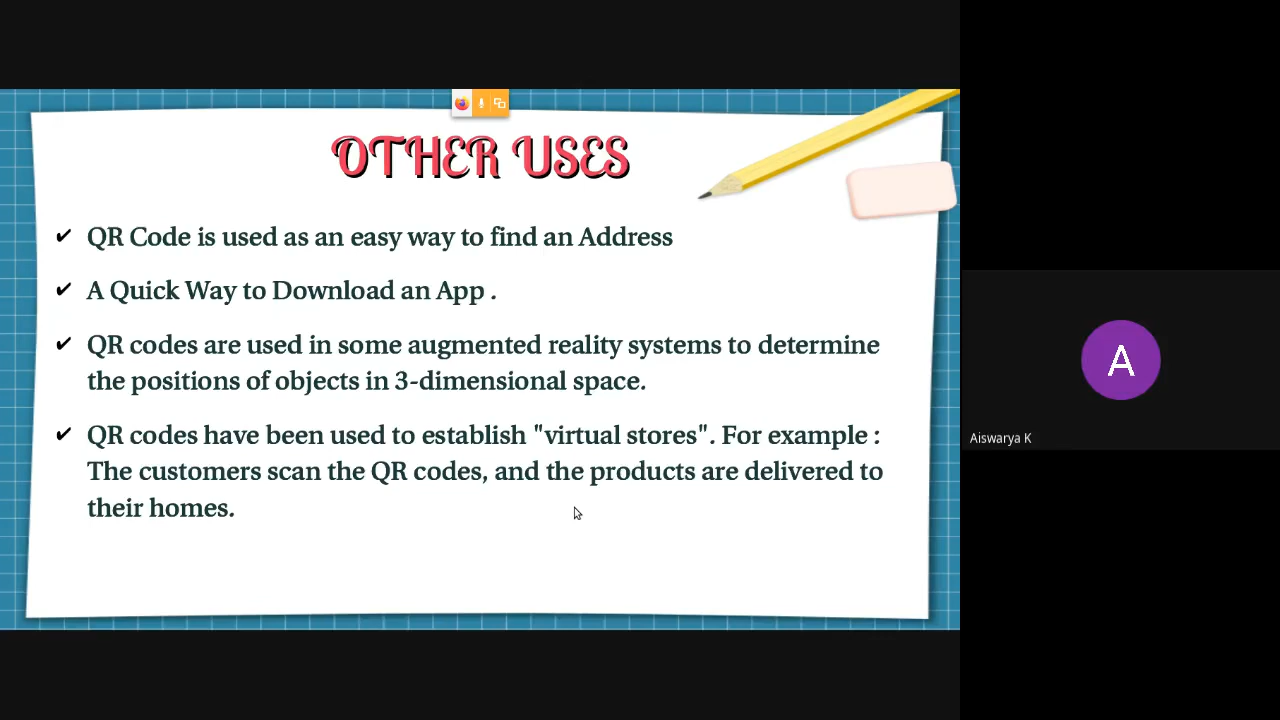 OTHER USES
✔ QR Code is used as an easy way to find an Address
✔ A Quick Way to Download an App .
✔ QR codes are used in some augmented reality systems to determine
the positions of objects in 3-dimensional space.
✔ QR codes have been used to establish "virtual stores". For example :
The customers scan the QR codes, and the products are delivered to
their homes.
A
Aiswarya K